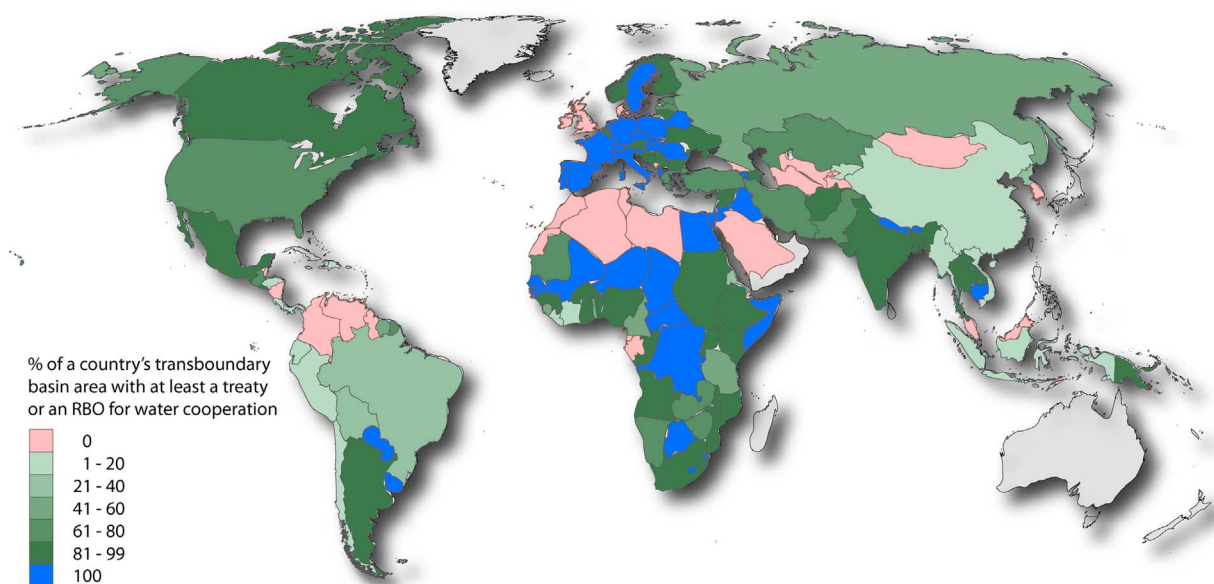 % of a country's transboundary
basin area with at least a treaty
or an RBO for water cooperation
0
1 - 20
21 - 40
41 - 60
61 - 80
81 - 99
100